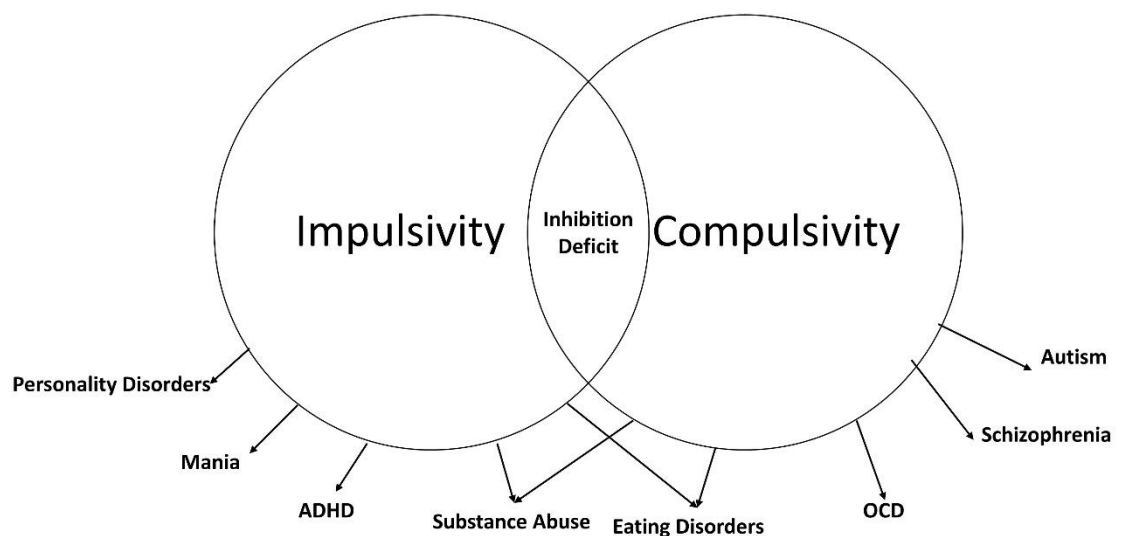 Impulsivity
Inhibition
Deficit
Compulsivity
Personality Disorders
Mania
ADHD
Substance Abuse
Eating Disorders
OCD
Schizophrenia
Autism